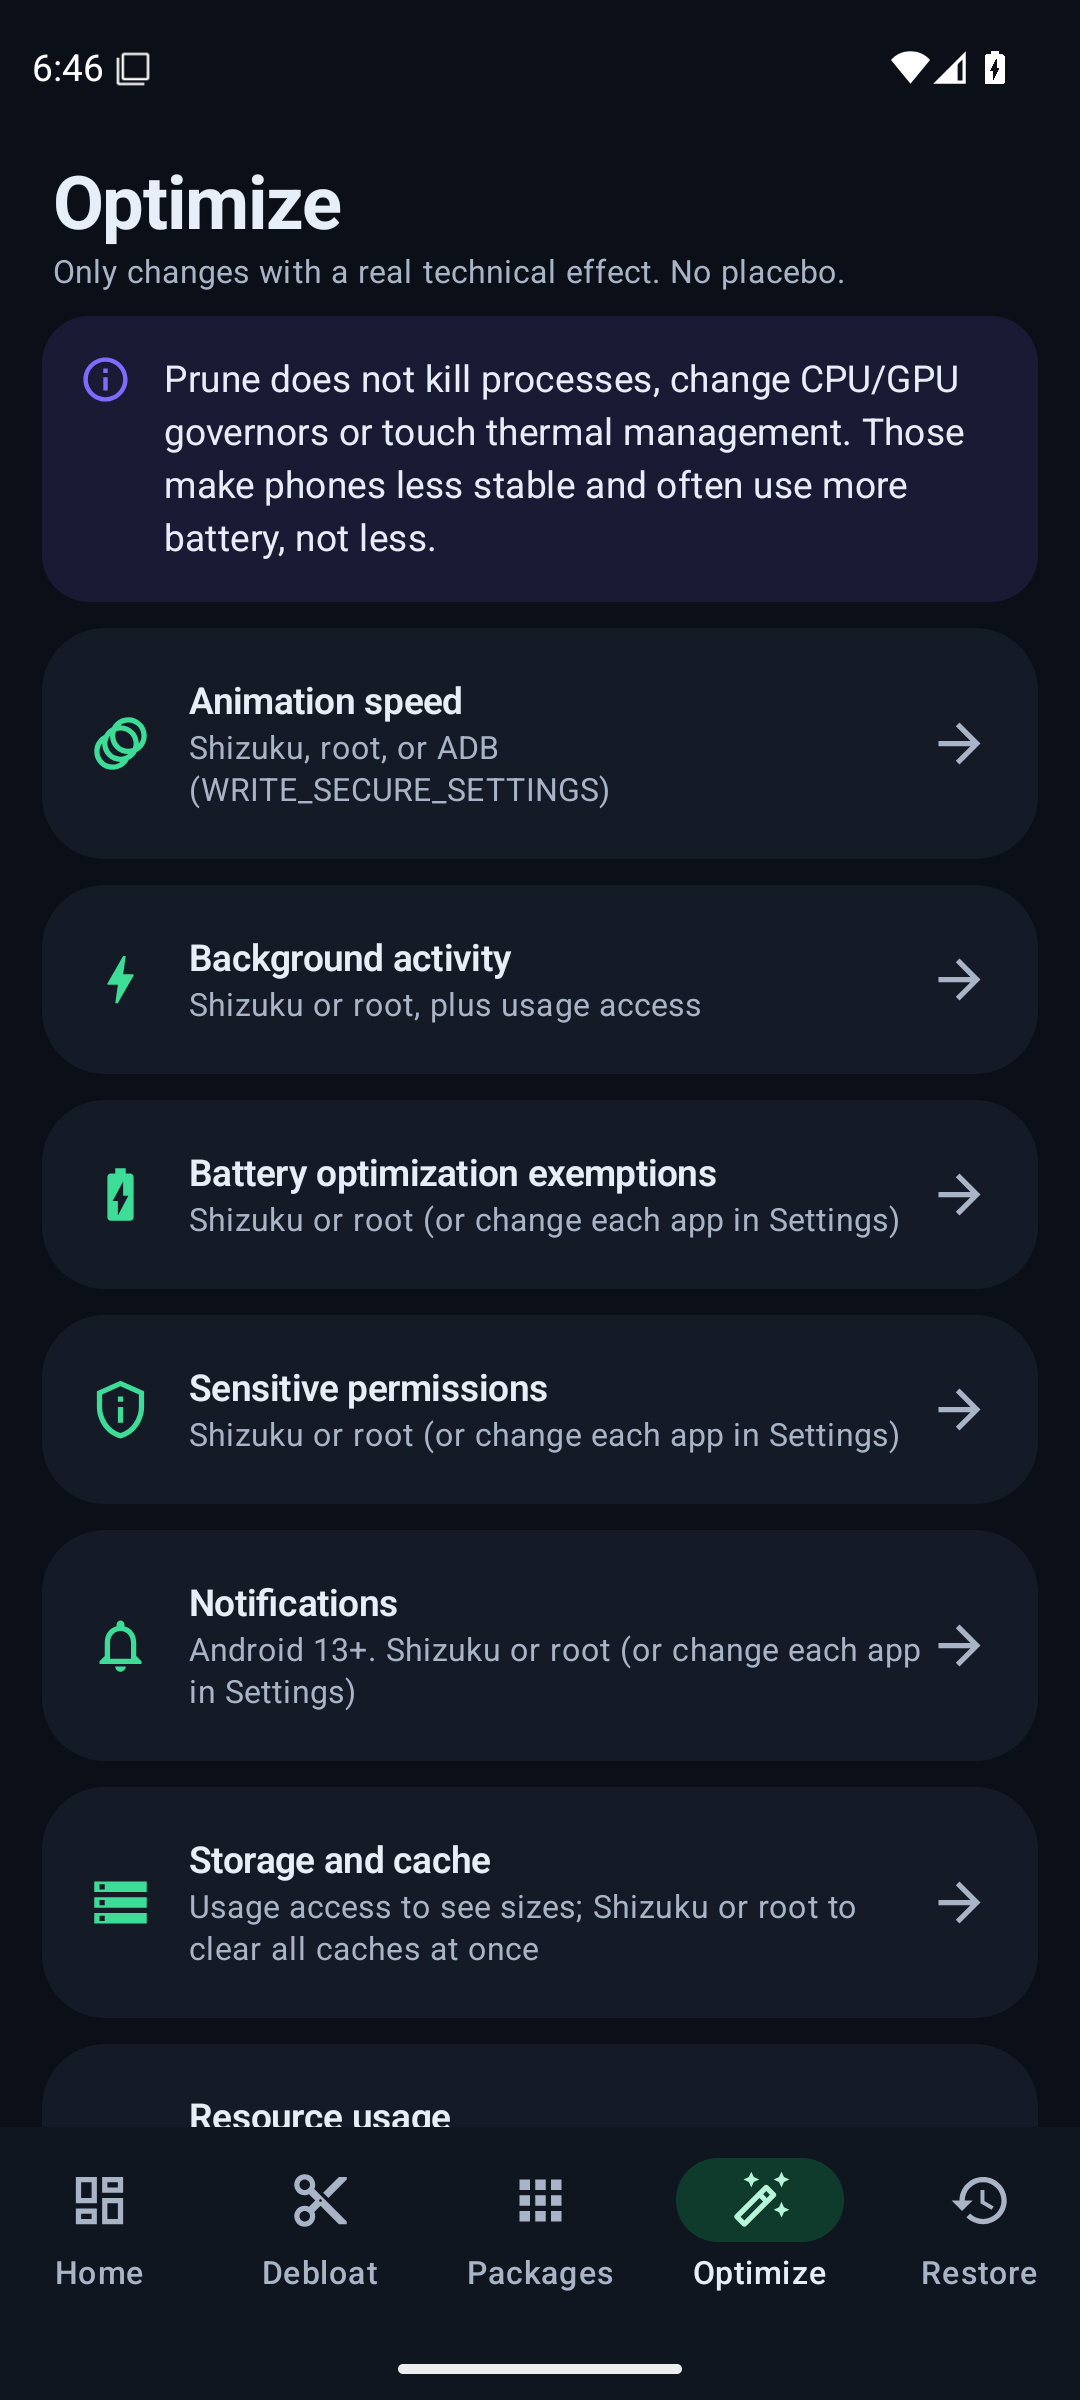 6:46
Optimize
Only changes with a real technical effect. No placebo.
Prune does not kill processes, change CPU/GPU
governors or touch thermal management. Those
make phones less stable and often use more
battery, not less.
Animation speed
Shizuku, root, or ADB
(WRITE_SECURE_SETTINGS)
Background activity
Shizuku or root, plus usage access
Battery optimization exemptions
Shizuku or root (or change each app in Settings)
Sensitive permissions
Shizuku or root (or change each app in Settings)
Notifications
Android 13+. Shizuku or root (or change each app
in Settings)
Storage and cache
Usage access to see sizes; Shizuku or root to
clear all caches at once
Resource usage
Home
Debloat
Packages
Optimize
Restore